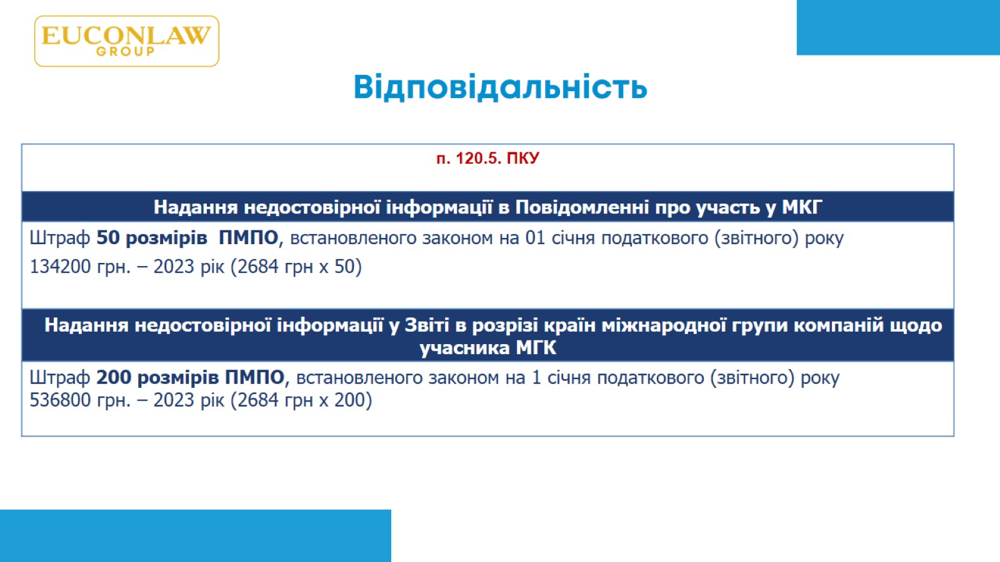 EUCONLAW
GROUP
Відповідальність
п. 120.5. ПКУ
Надання недостовірної інформації в Повідомленні про участь у МКГ
Штраф 50 розмірів ПМПО, встановленого законом на 01 січня податкового (звітного) року
134200 грн. – 2023 рік (2684 грн х 50)
Надання недостовірної інформації у Звіті в розрізі країн міжнародної групи компаній щодо
учасника МГК
Штраф 200 розмірів ПМПО, встановленого законом на 1 січня податкового (звітного) року
536800 грн. – 2023 рік (2684 грн х 200)